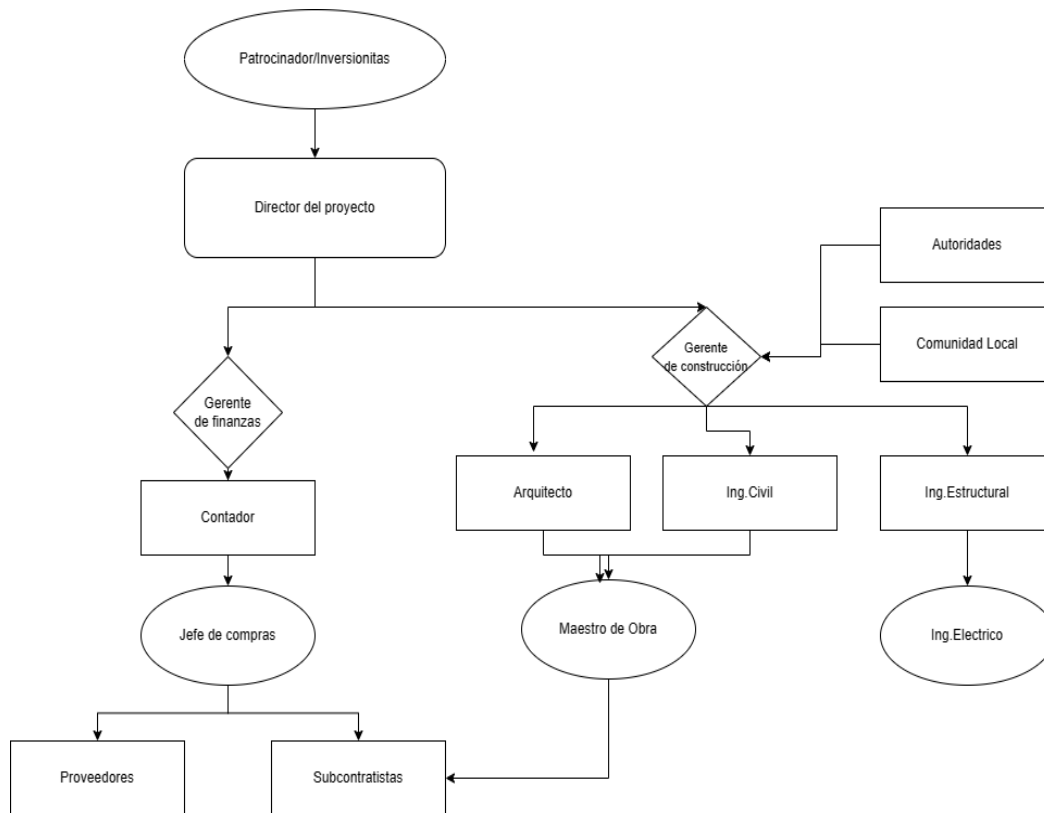 Patrocinador/Inversionitas
Director del proyecto
Autoridades
Comunidad Local
Gerente
de construcción
Gerente
de finanzas
Arquitecto
Ing.Civil
Ing.Estructural
Contador
Jefe de compras
Maestro de Obra
Ing.Electrico
Proveedores
Subcontratistas